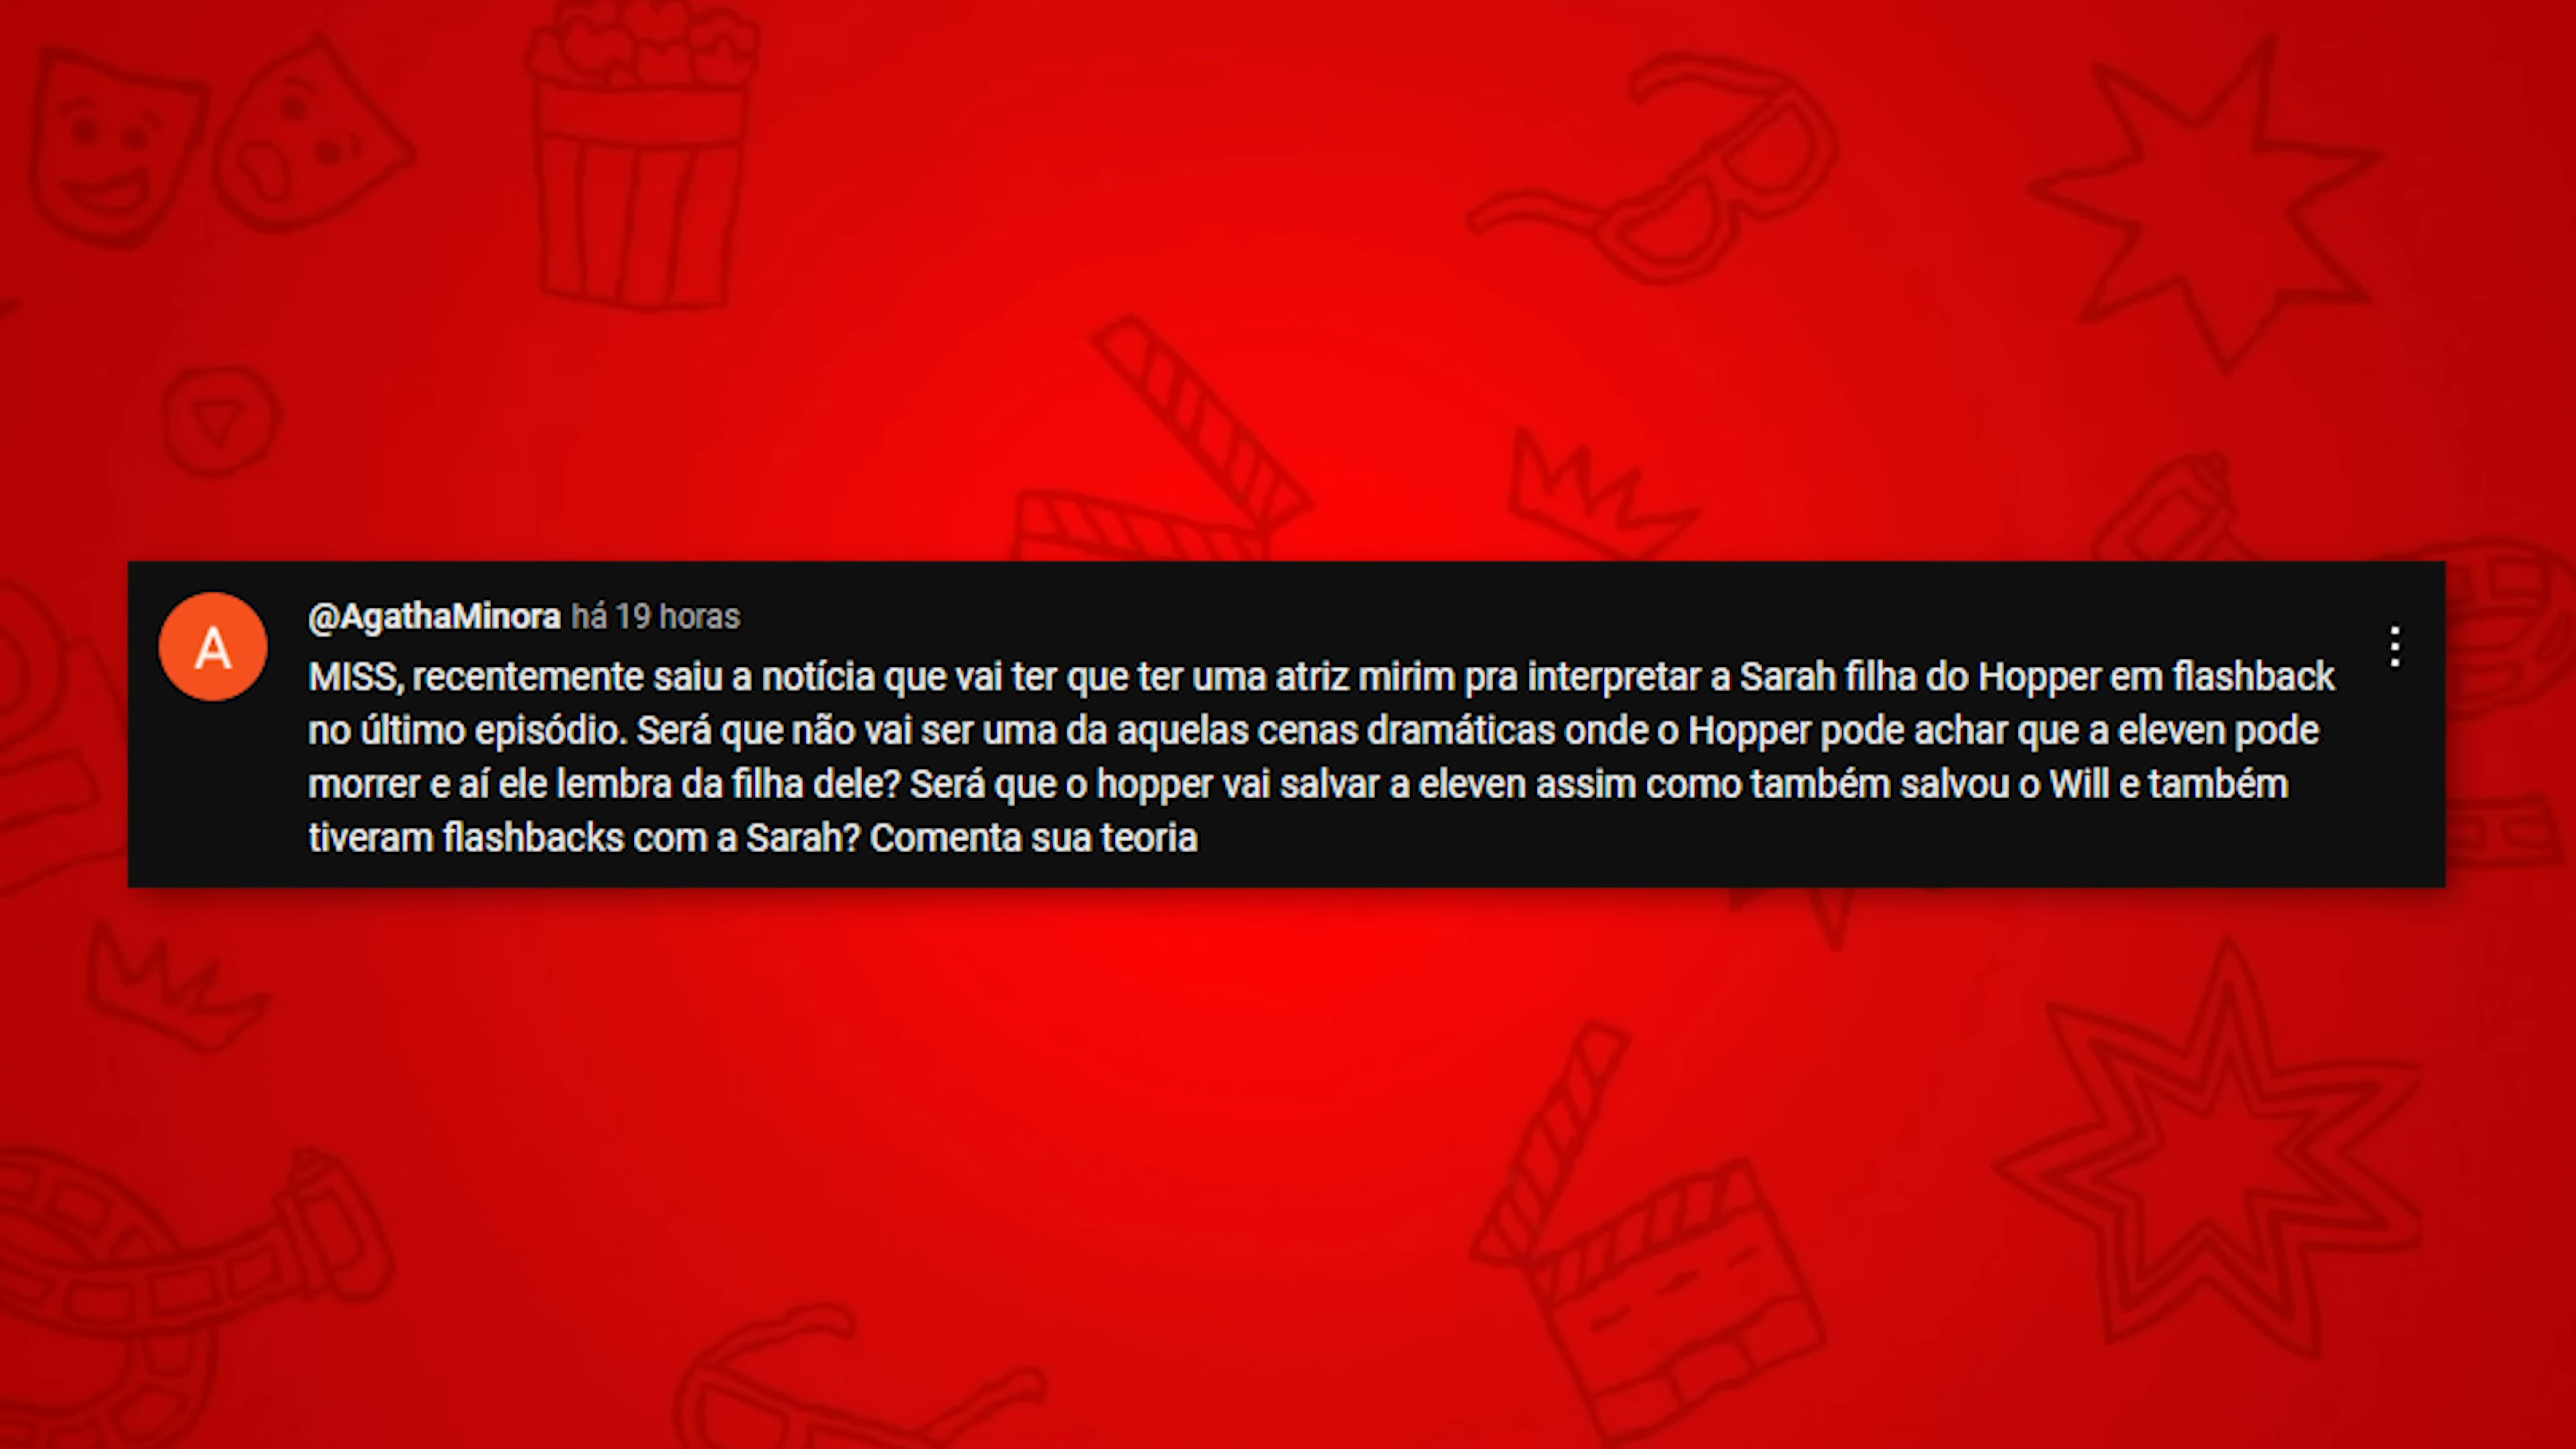 A
@AgathaMinora há 19 horas
MISS, recentemente saiu a notícia que vai ter que ter uma atriz mirim pra interpretar a Sarah filha do Hopper em flashback
no último episódio. Será que não vai ser uma da aquelas cenas dramáticas onde o Hopper pode achar que a eleven pode
morrer e aí ele lembra da filha dele? Será que o hopper vai salvar a eleven assim como também salvou o Will e também
tiveram flashbacks com a Sarah? Comenta sua teoria